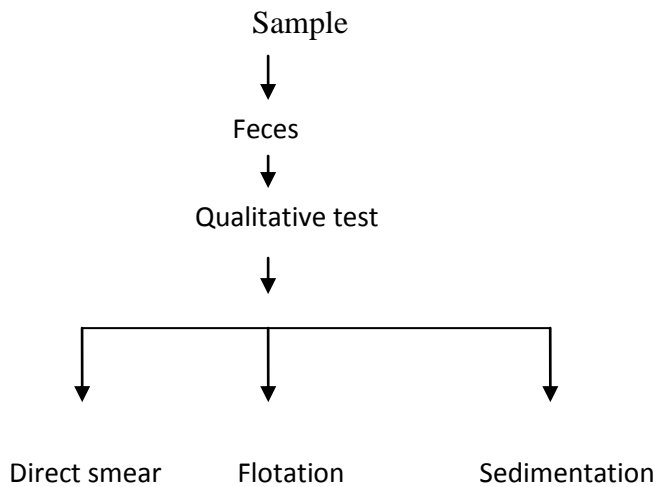 Sample
Feces
Qualitative test
Direct smear Flotation Sedimentation